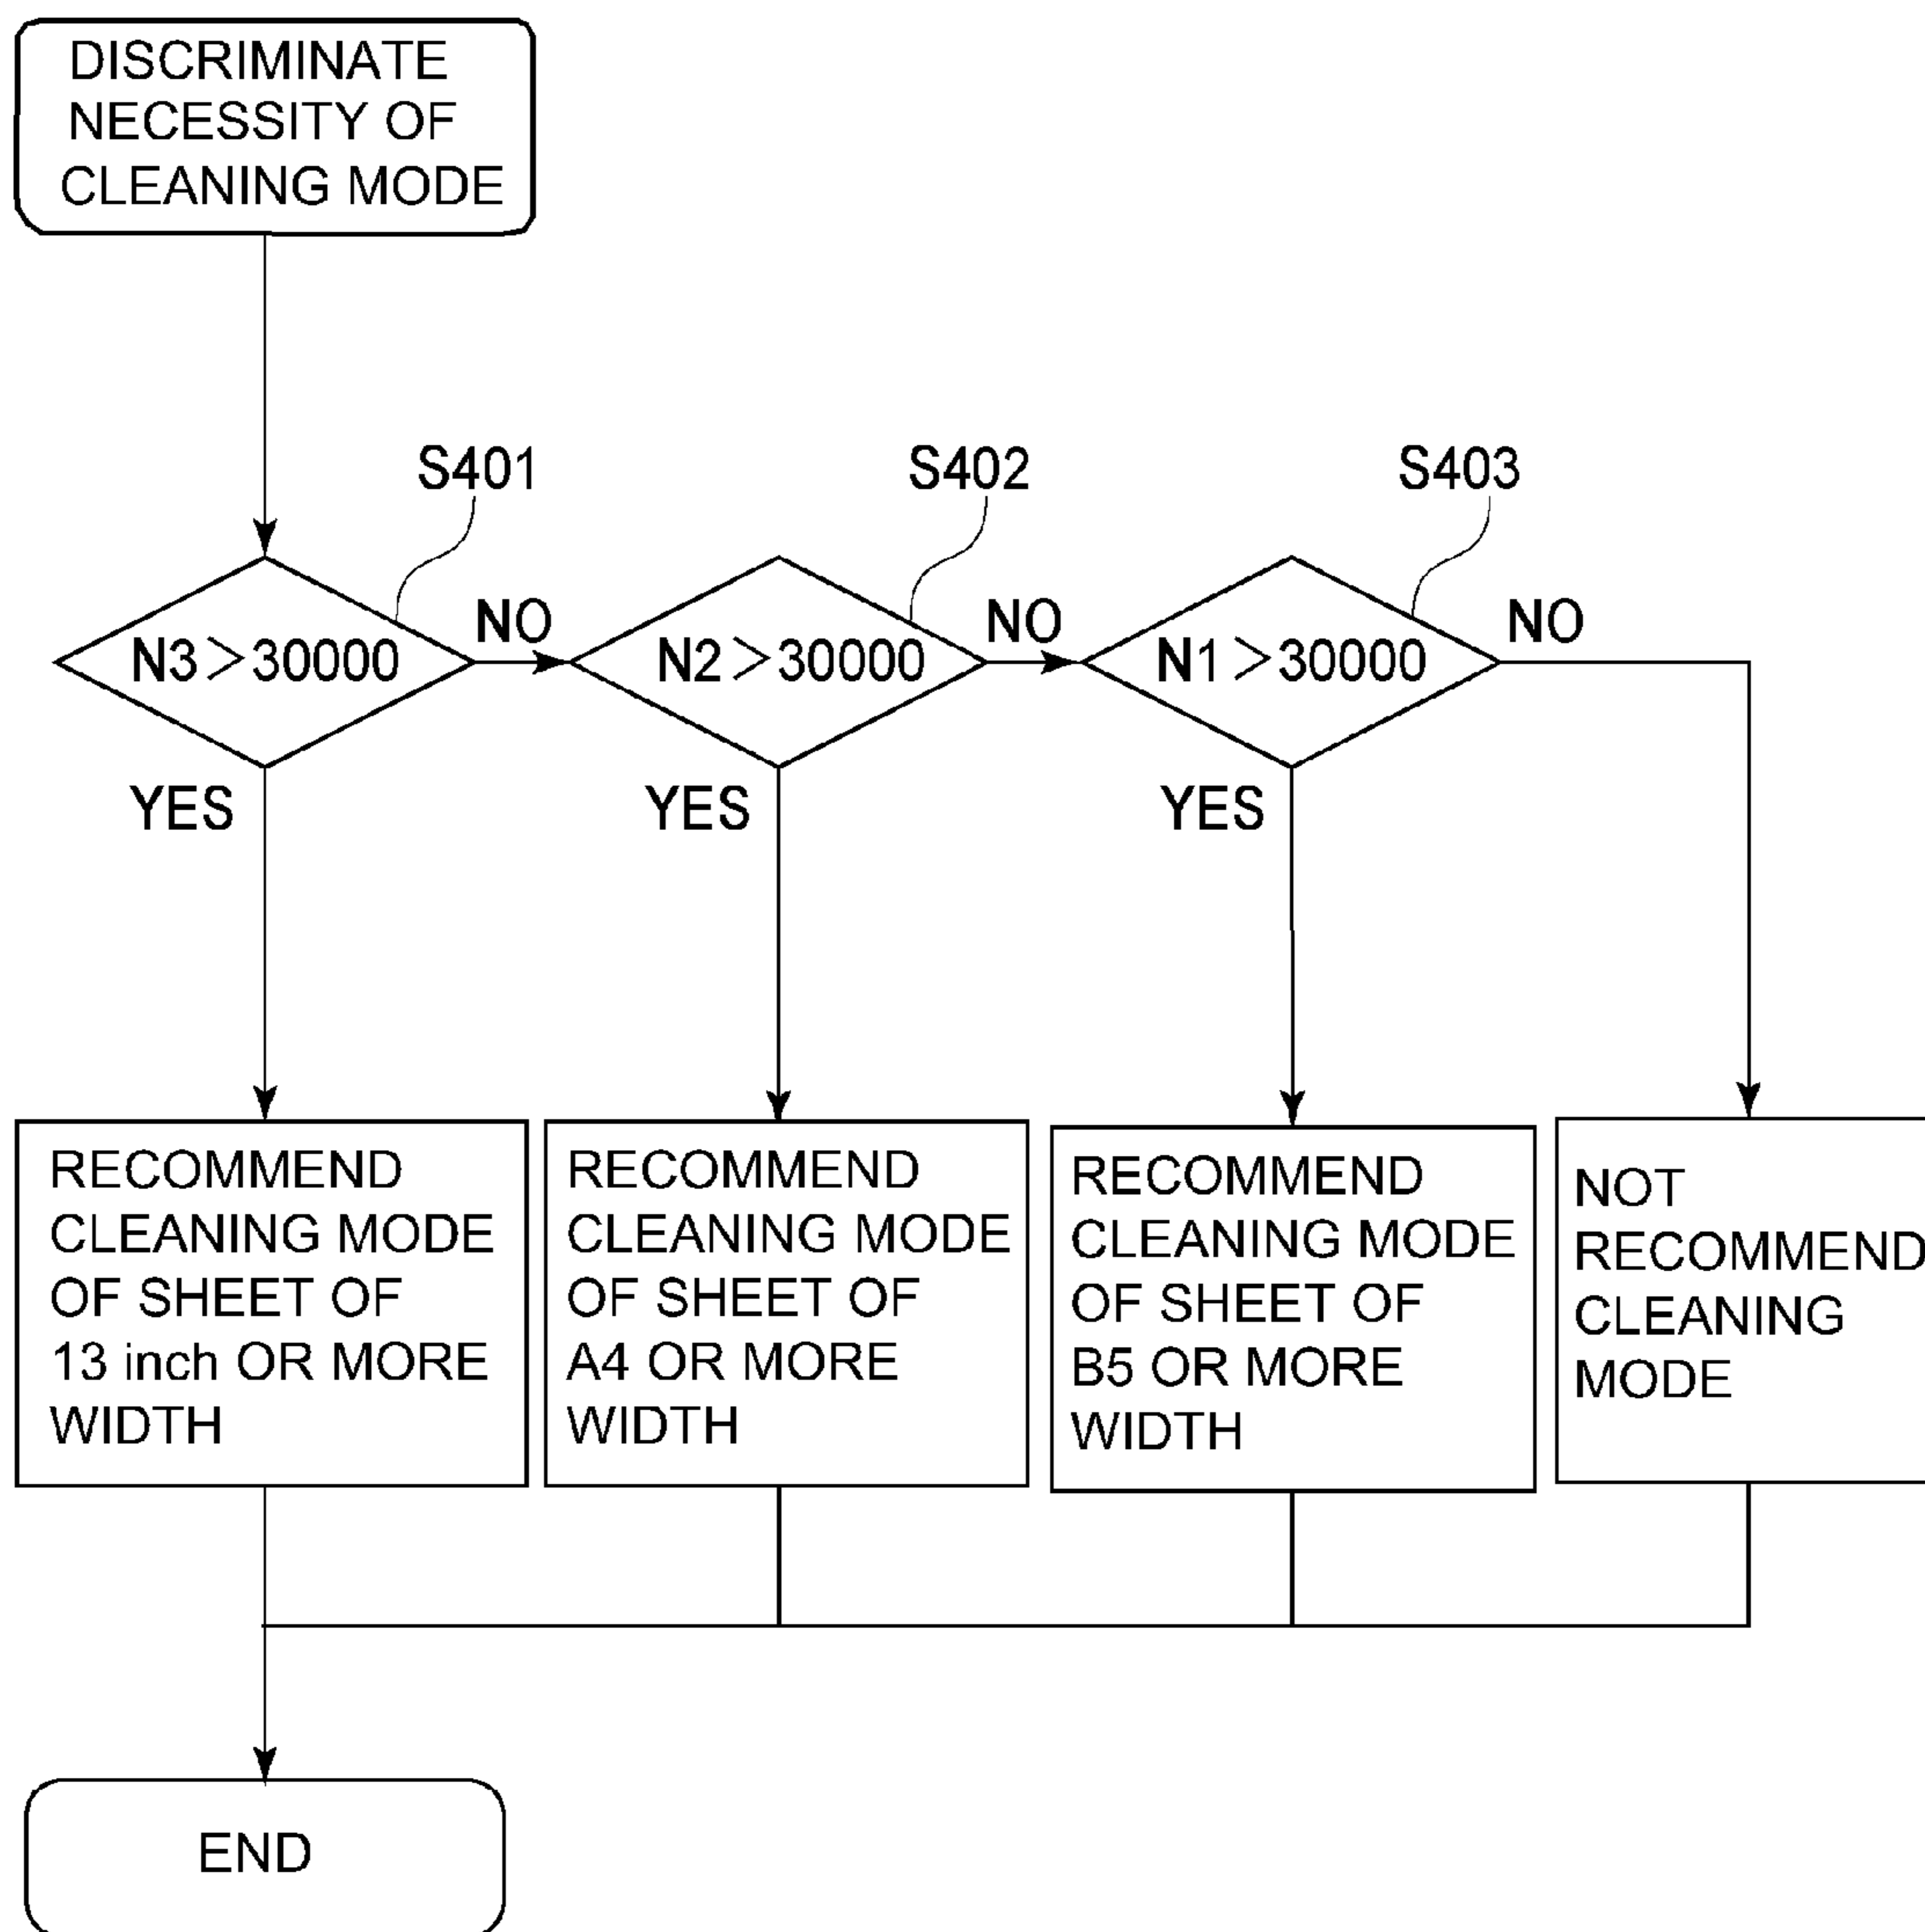 DISCRIMINATE
NECESSITY OF
CLEANING MODE
S401
S402
S403
N3>30000
NO
N2>30000
NO
N1>30000
NO
YES
YES
YES
RECOMMEND
CLEANING MODE
OF SHEET OF
13 inch OR MORE
WIDTH
RECOMMEND
CLEANING MODE
OF SHEET OF
A4 OR MORE
WIDTH
RECOMMEND
CLEANING MODE
OF SHEET OF
B5 OR MORE
WIDTH
NOT
RECOMMEND
CLEANING
MODE
END